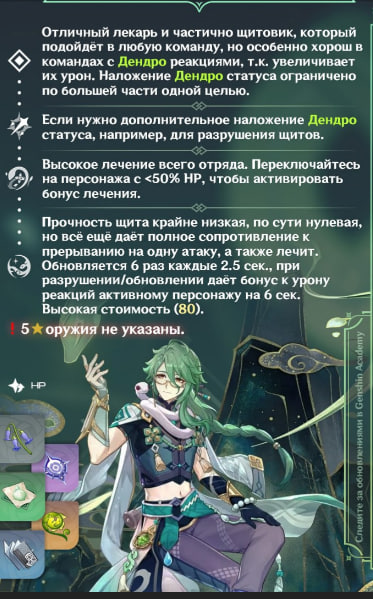 Отличный лекарь и частично щитовик, который
подойдёт в любую команду, но особенно хорош в
командах с Дендро реакциями, т.к. увеличивает
их урон. Наложение Дендро статуса ограничено
по большей части одной целью.
Если нужно дополнительное наложение Дендро
статуса, например, для разрушения щитов.
Высокое лечение всего отряда. Переключайтесь
на персонажа с <50% HP, чтобы активировать
бонус лечения.
Прочность щита крайне низкая, по сути нулевая,
но всё ещё даёт полное сопротивление к
прерыванию на одну атаку, а также лечит.
Обновляется 6 раз каждые 2.5 сек., при
разрушении/обновлении даёт бонус к урону
реакций активному персонажу на 6 сек.
Высокая стоимость (80).
! 5★оружия не указаны.
HP
Следите за обновлениями в Genshin Academy